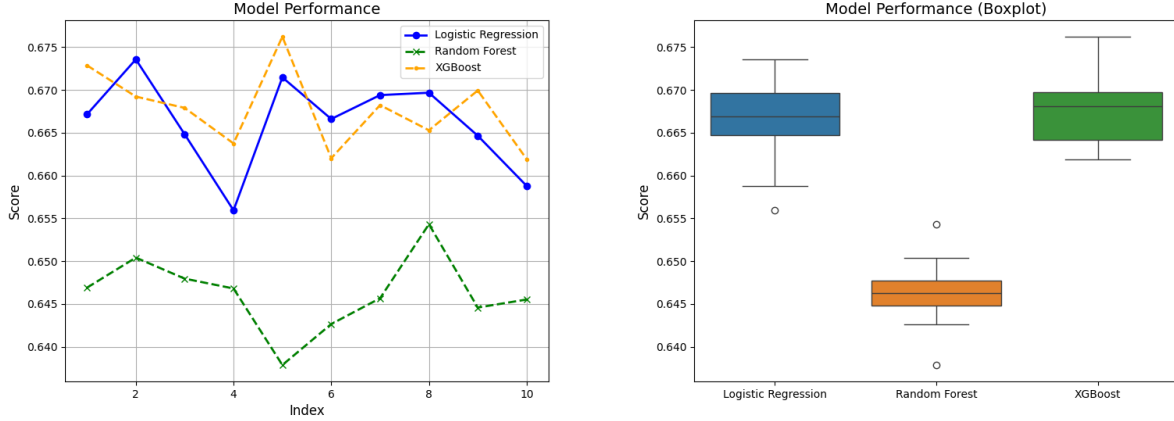 Model Performance
Logistic Regression
Random Forest
XGBoost
0.675
0.670
0.665
0.660
0.655
0.650
0.645
0.640
Score
2
4
6
8
10
Index
Model Performance (Boxplot)
0.675
0.670
0.665
0.660
0.655
0.650
0.645
0.640
Score
Logistic Regression
Random Forest
XGBoost